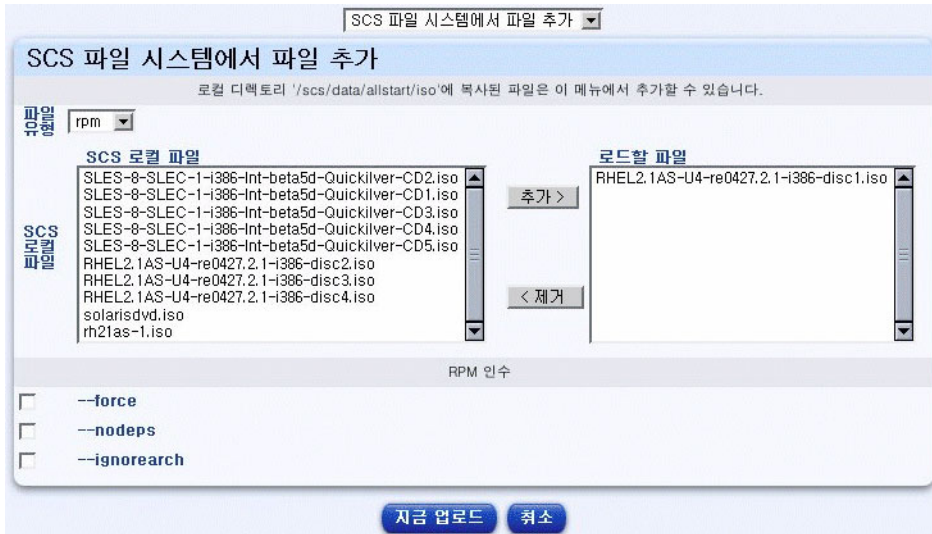 SCS 파일 시스템에서 파일 추가
SCS 파일 시스템에서 파일 추가
로컬 디렉토리 '/scs/data/allstart/iso'에 복사된 파일은 이 메뉴에서 추가할 수 있습니다.
파일
유형
rpm
SCS 로컬 파일
SCS
로컬
파일
SLES-8-SLEC-1-i386-Int-beta5d-Quickilver-CD2.iso
SLES-8-SLEC-1-i386-Int-beta5d-Quickilver-CD1.iso
SLES-8-SLEC-1-i386-Int-beta5d-Quickilver-CD3.iso
SLES-8-SLEC-1-i386-Int-beta5d-Quickilver-CD4.iso
SLES-8-SLEC-1-i386-Int-beta5d-Quickilver-CD5.iso
RHEL2.1AS-U4-re0427.2.1-i386-disc2.iso
RHEL2.1AS-U4-re0427.2.1-i386-disc3.iso
RHEL2.1AS-U4-re0427.2.1-i386-disc4.iso
solarisdvd.iso
rh21as-1.iso
추가 >
< 제거
로드할 파일
RHEL2.1AS-U4-re0427.2.1-i386-disc1.iso
RPM 인수
--force
--nodeps
--ignorearch
지금 업로드
취소